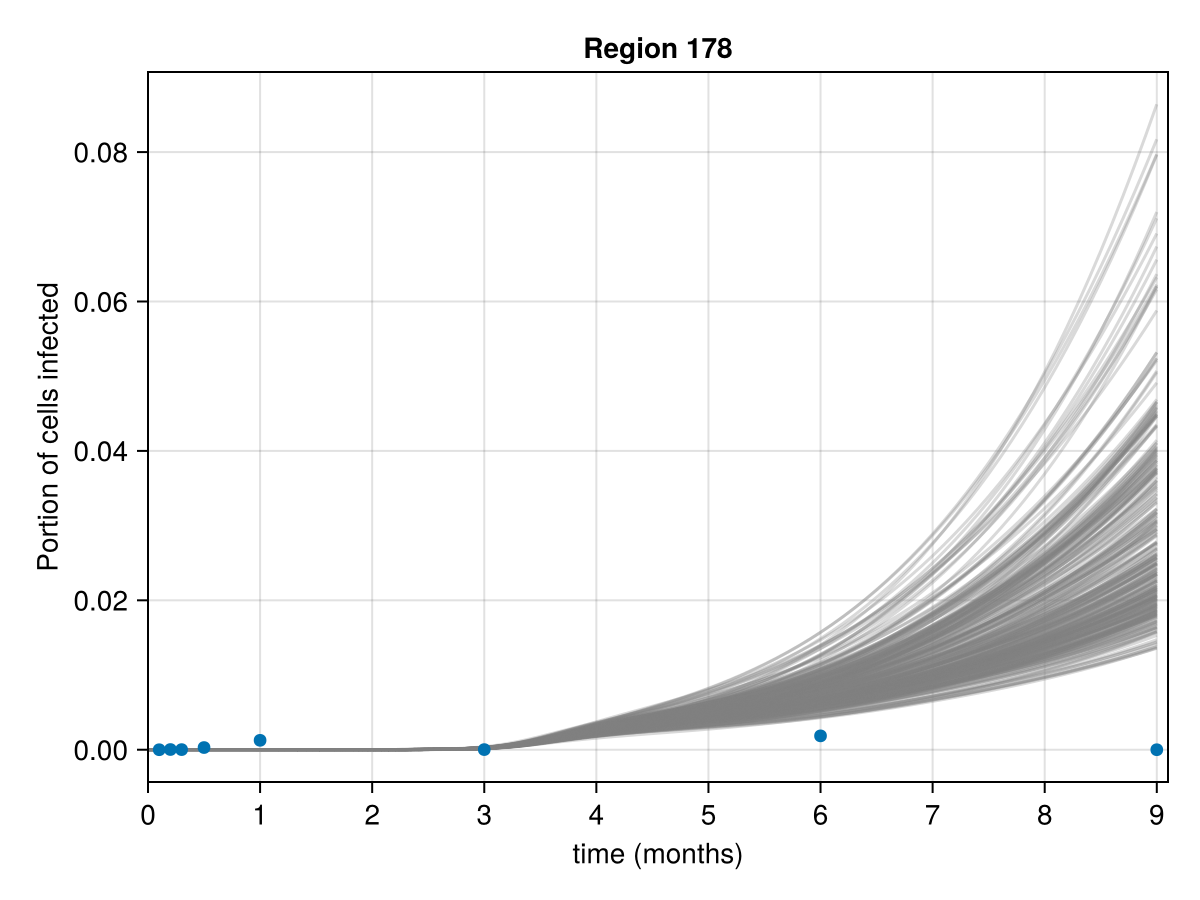 Region 178
Portion of cells infected
0.08
0.06
0.04
0.02
0.00
0 1 2 3 4 5 6 7 8 9
time (months)